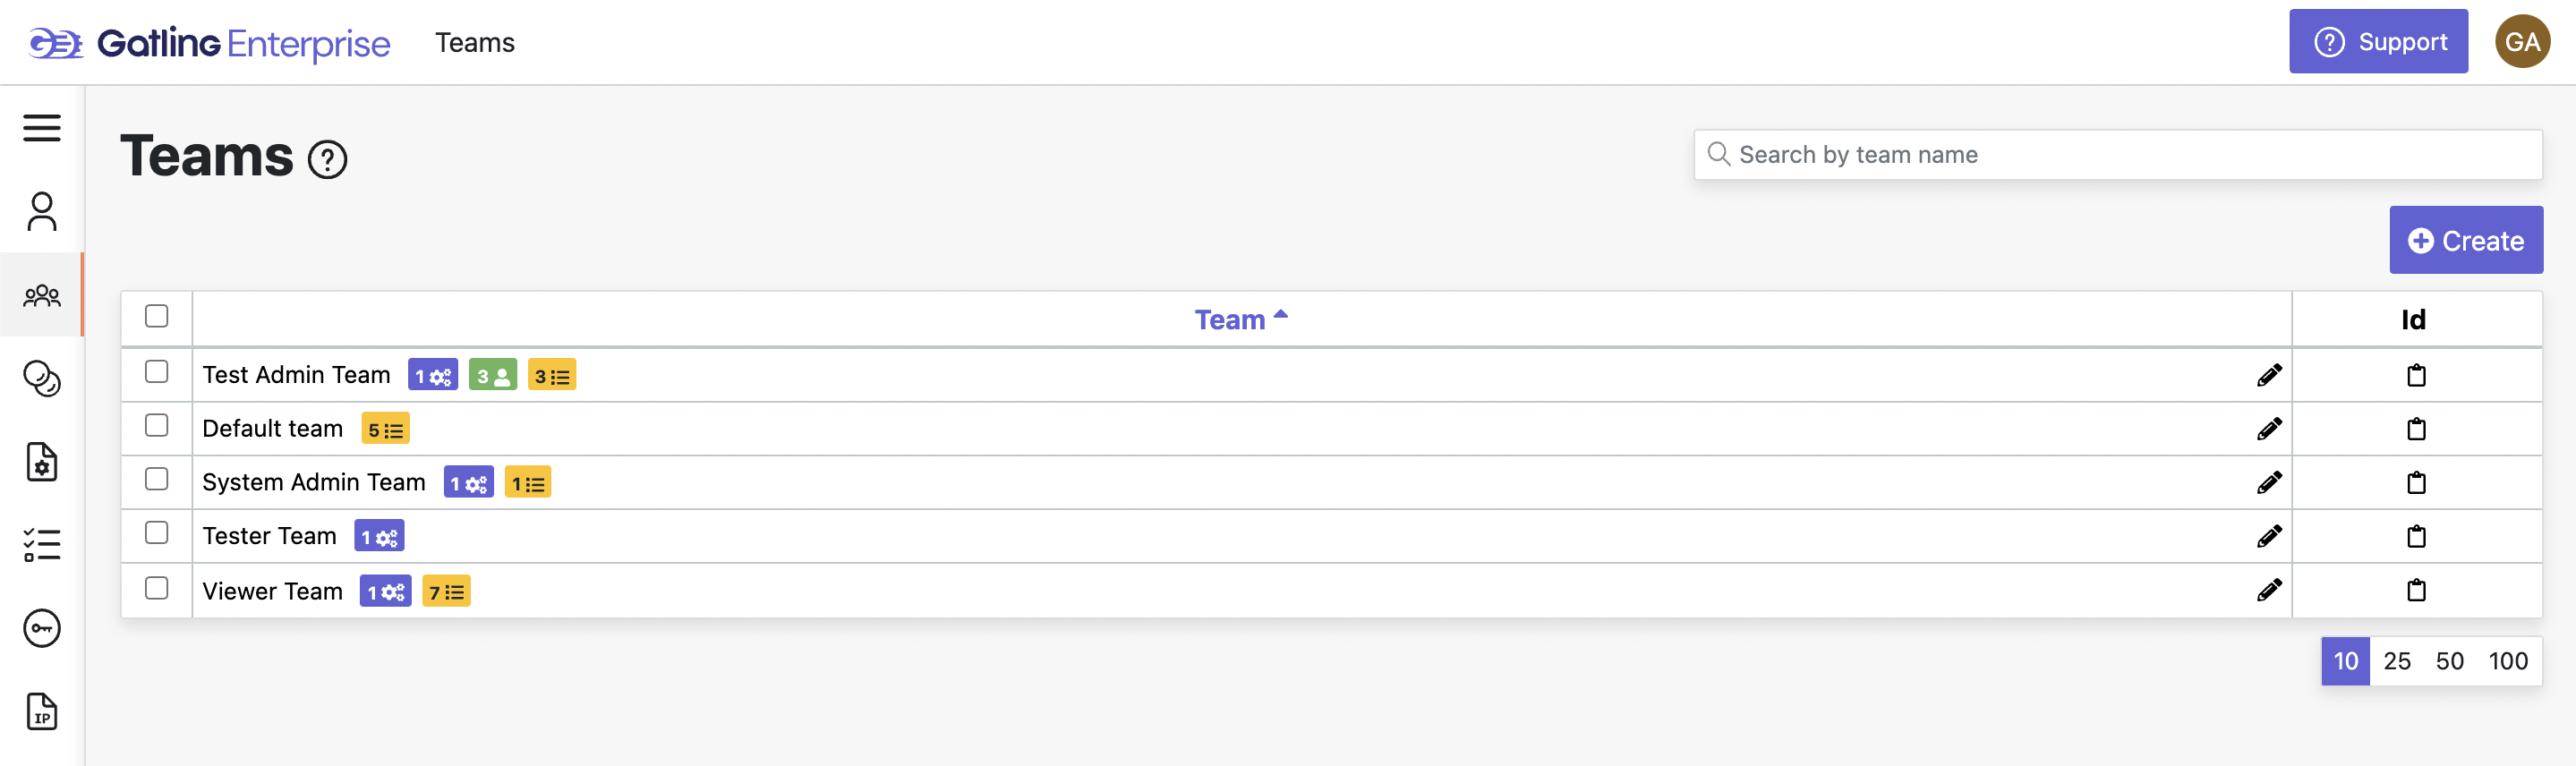 Gatling Enterprise Teams Support GA
Teams ?
Search by team name
Create
Team Id
Test Admin Team 1 3 3
Default team 5
System Admin Team 1 1
Tester Team 1
Viewer Team 1 7
IP
10 25 50 100